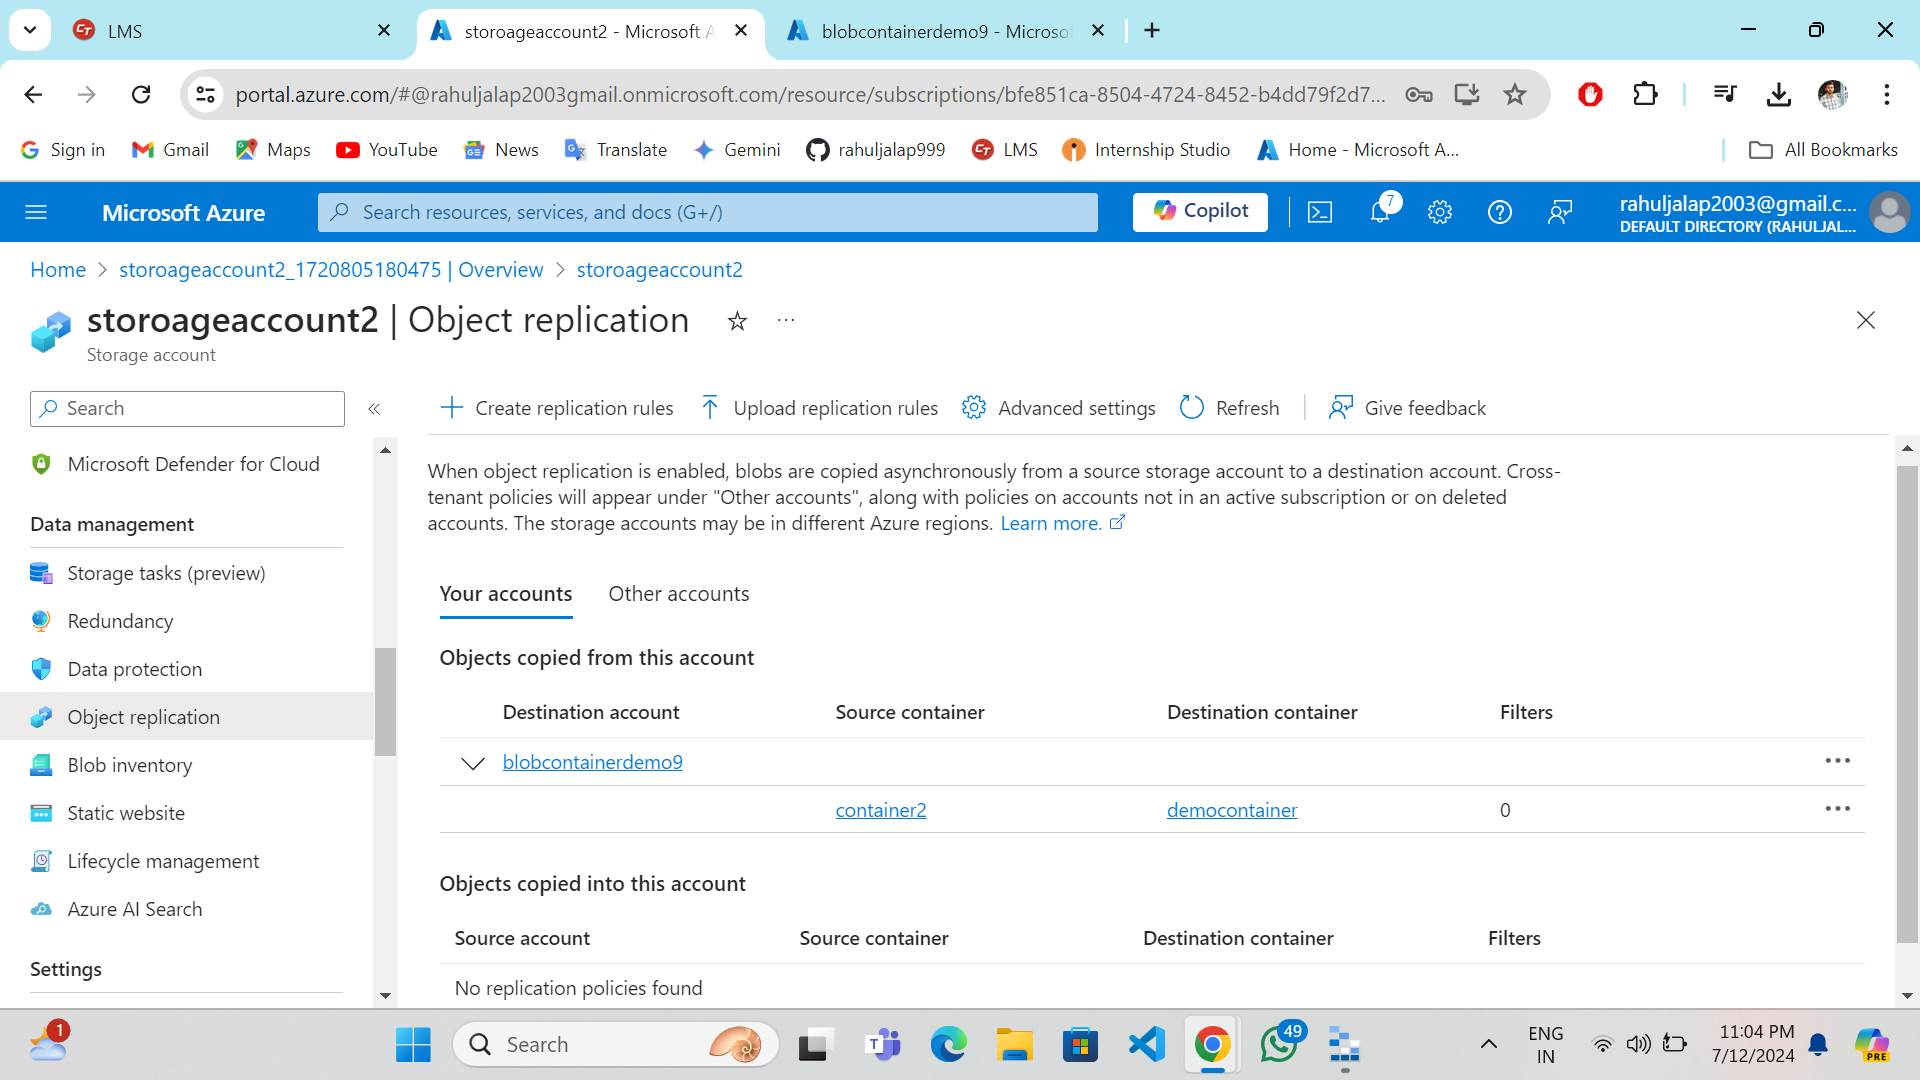 LMS
storoageaccount2 - Microsoft A
blobcontainerdemo9 - Microsof
portal.azure.com/#@rahuljalap2003gmail.onmicrosoft.com/resource/subscriptions/bfe851ca-8504-4724-8452-b4dd79f2d7...
Sign in
Gmail
Maps
YouTube
News
Translate
Gemini
rahuljalap999
LMS
Internship Studio
Home - Microsoft A...
All Bookmarks
Microsoft Azure
Search resources, services, and docs (G+/)
Copilot
7
rahuljalap2003@gmail.c...
DEFAULT DIRECTORY (RAHULJAL...
Home > storoageaccount2_1720805180475 | Overview > storoageaccount2
storoageaccount2 | Object replication
Storage account
Search
Microsoft Defender for Cloud
Data management
Storage tasks (preview)
Redundancy
Data protection
Object replication
Blob inventory
Static website
Lifecycle management
Azure AI Search
Settings
Create replication rules
Upload replication rules
Advanced settings
Refresh
Give feedback
When object replication is enabled, blobs are copied asynchronously from a source storage account to a destination account. Cross-
tenant policies will appear under "Other accounts", along with policies on accounts not in an active subscription or on deleted
accounts. The storage accounts may be in different Azure regions. Learn more.
Your accounts
Other accounts
Objects copied from this account
Destination account
Source container
Destination container
Filters
blobcontainerdemo9
container2
democontainer
0
Objects copied into this account
Source account
Source container
Destination container
Filters
No replication policies found
1
Search
T
49
ENG
IN
11:04 PM
7/12/2024
PRE